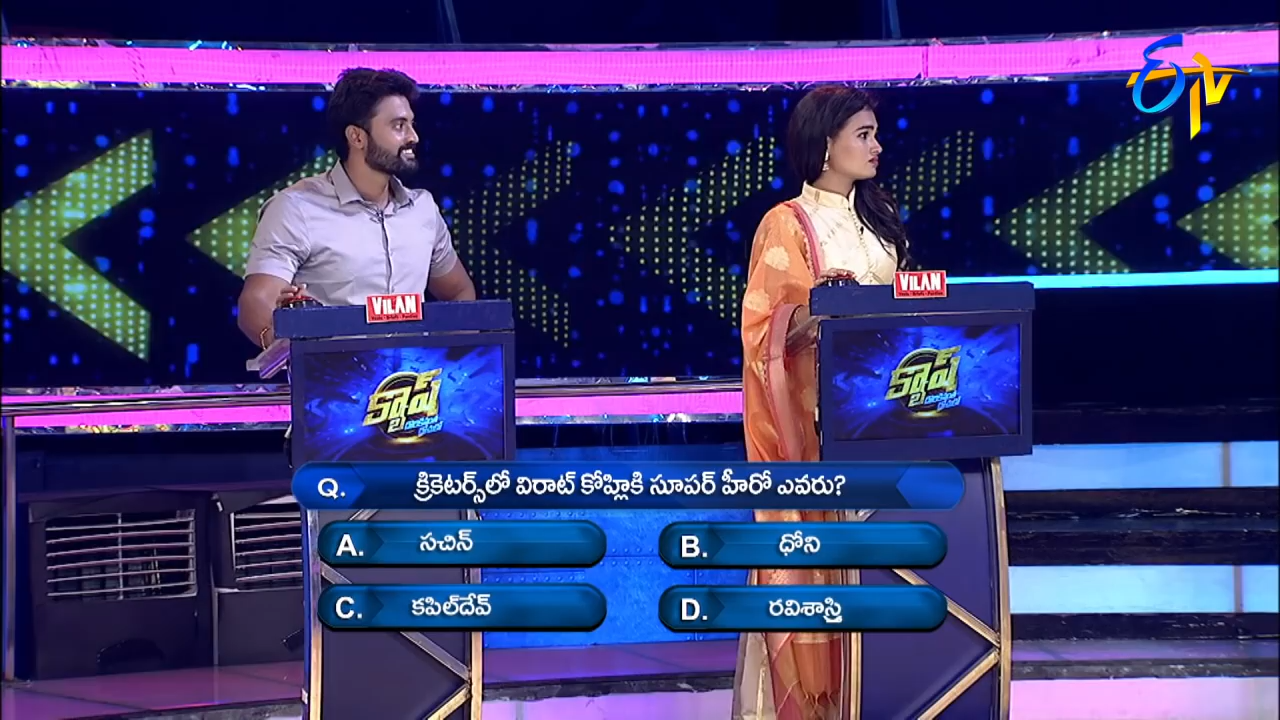 ETV
VILAN
VILAN
క్యాష్
క్యాష్
Q. క్రికెటర్స్‌లో విరాట్ కోహ్లికి సూపర్ హీరో ఎవరు?
A. సచిన్
B. ధోని
C. కపిల్‌దేవ్
D. రవిశాస్త్రి